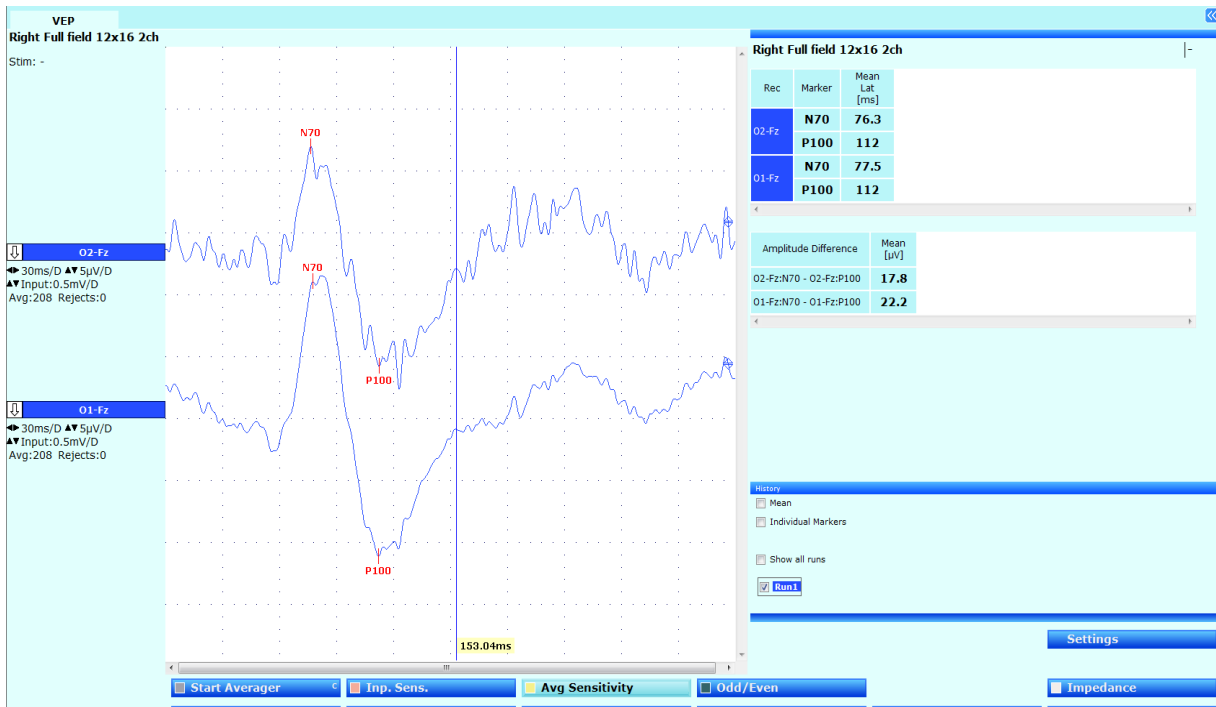 VEP
Right Full field 12x16 2ch
Stim: -
O2-Fz
30ms/D 5µV/D
Input:0.5mV/D
Avg:208 Rejects:0
O1-Fz
30ms/D 5µV/D
Input:0.5mV/D
Avg:208 Rejects:0
N70
P100
N70
P100
153.04ms
Right Full field 12x16 2ch
-
Rec Marker Mean Lat [ms]
O2-Fz N70 76.3
P100 112
O1-Fz N70 77.5
P100 112
Amplitude Difference Mean [µV]
O2-Fz:N70 - O2-Fz:P100 17.8
O1-Fz:N70 - O1-Fz:P100 22.2
History
Mean
Individual Markers
Show all runs
Run1
Settings
Start Averager C
Inp. Sens.
Avg Sensitivity
Odd/Even
Impedance